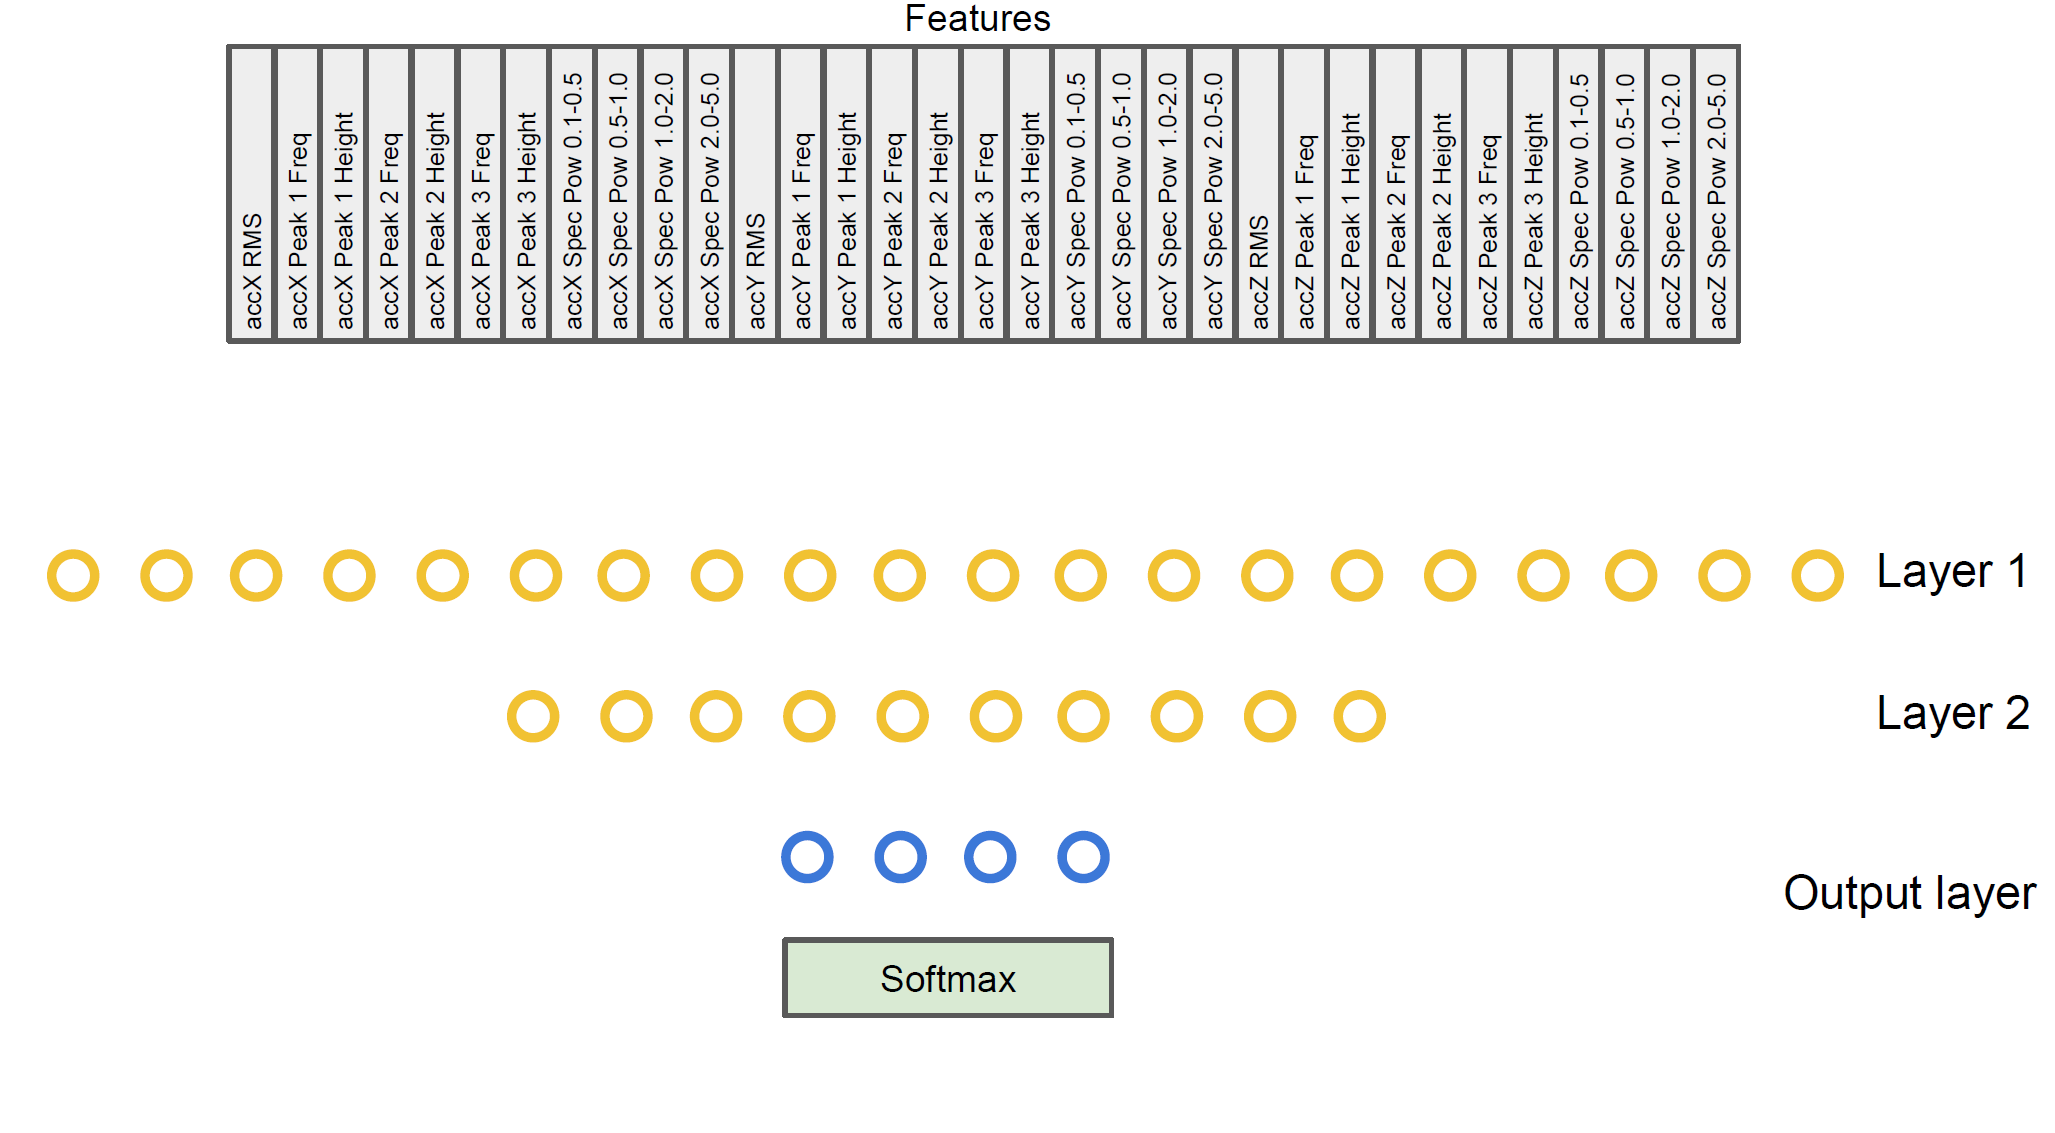 Features
accX RMS
accX Peak 1 Freq
accX Peak 1 Height
accX Peak 2 Freq
accX Peak 2 Height
accX Peak 3 Freq
accX Peak 3 Height
accX Spec Pow 0.1-0.5
accX Spec Pow 0.5-1.0
accX Spec Pow 1.0-2.0
accX Spec Pow 2.0-5.0
accY RMS
accY Peak 1 Freq
accY Peak 1 Height
accY Peak 2 Freq
accY Peak 2 Height
accY Peak 3 Freq
accY Peak 3 Height
accY Spec Pow 0.1-0.5
accY Spec Pow 0.5-1.0
accY Spec Pow 1.0-2.0
accY Spec Pow 2.0-5.0
accZ RMS
accZ Peak 1 Freq
accZ Peak 1 Height
accZ Peak 2 Freq
accZ Peak 2 Height
accZ Peak 3 Freq
accZ Peak 3 Height
accZ Spec Pow 0.1-0.5
accZ Spec Pow 0.5-1.0
accZ Spec Pow 1.0-2.0
accZ Spec Pow 2.0-5.0
Layer 1
Layer 2
Output layer
Softmax